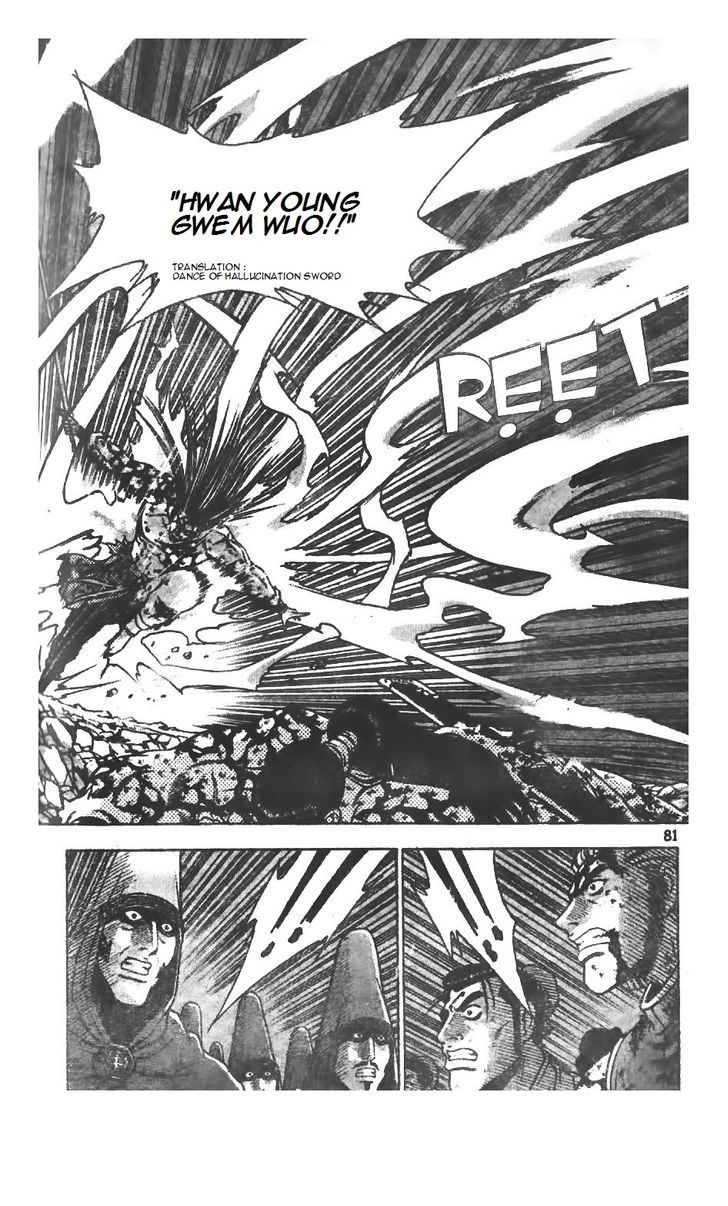 "HWAN YOUNG
GWEM WUO!!"
TRANSLATION :
DANCE OF HALLUCINATION SWORD
REET
81